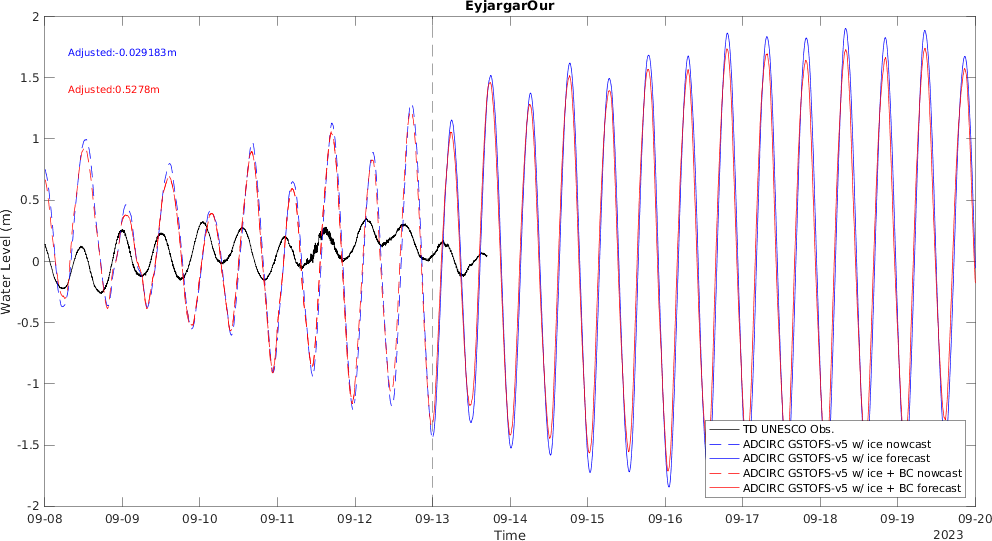 EyjargarOur
Adjusted:-0.029183m
Adjusted:0.5278m
Water Level (m)
2
1.5
1
0.5
0
-0.5
-1
-1.5
-2
TD UNESCO Obs.
ADCIRC GSTOFS-v5 w/ ice nowcast
ADCIRC GSTOFS-v5 w/ ice forecast
ADCIRC GSTOFS-v5 w/ ice + BC nowcast
ADCIRC GSTOFS-v5 w/ ice + BC forecast
09-08 09-09 09-10 09-11 09-12 09-13 09-14 09-15 09-16 09-17 09-18 09-19 09-20
Time
2023